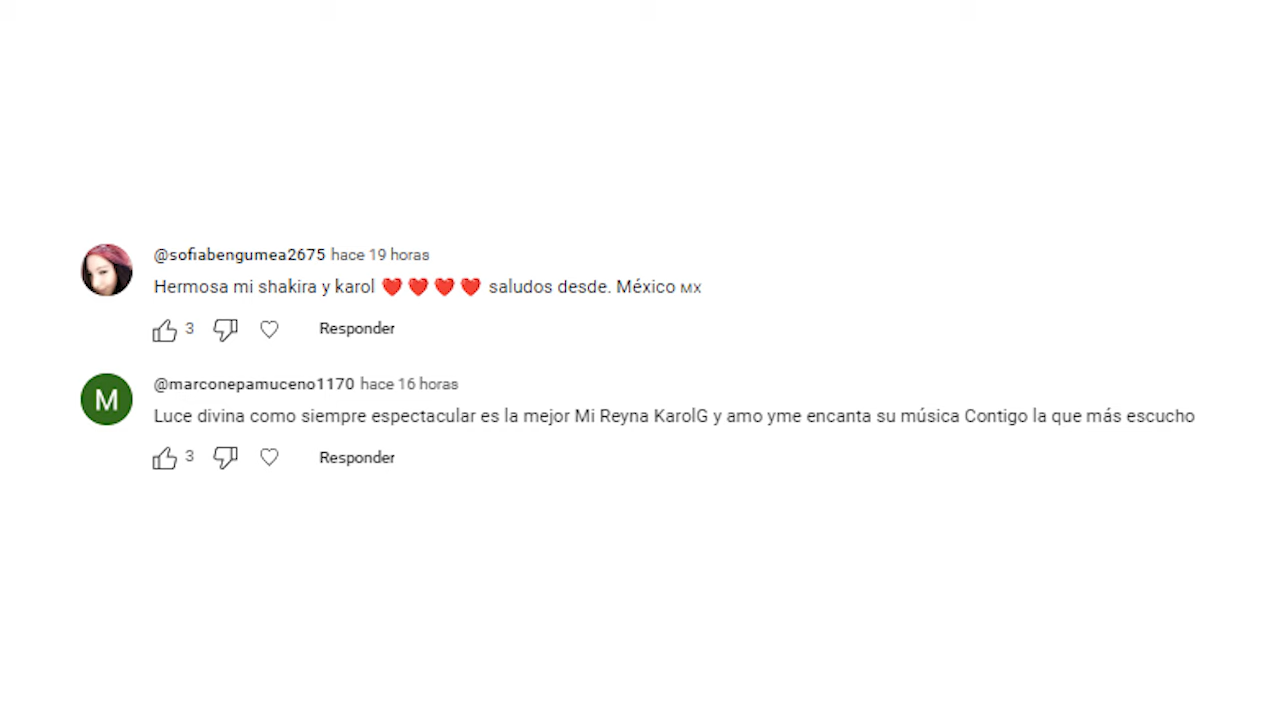 @sofiabengumea2675 hace 19 horas
Hermosa mi shakira y karol ❤️❤️❤️❤️ saludos desde. México MX
3 Responder
M
@marconepamuceno1170 hace 16 horas
Luce divina como siempre espectacular es la mejor Mi Reyna KarolG y amo yme encanta su música Contigo la que más escucho
3 Responder